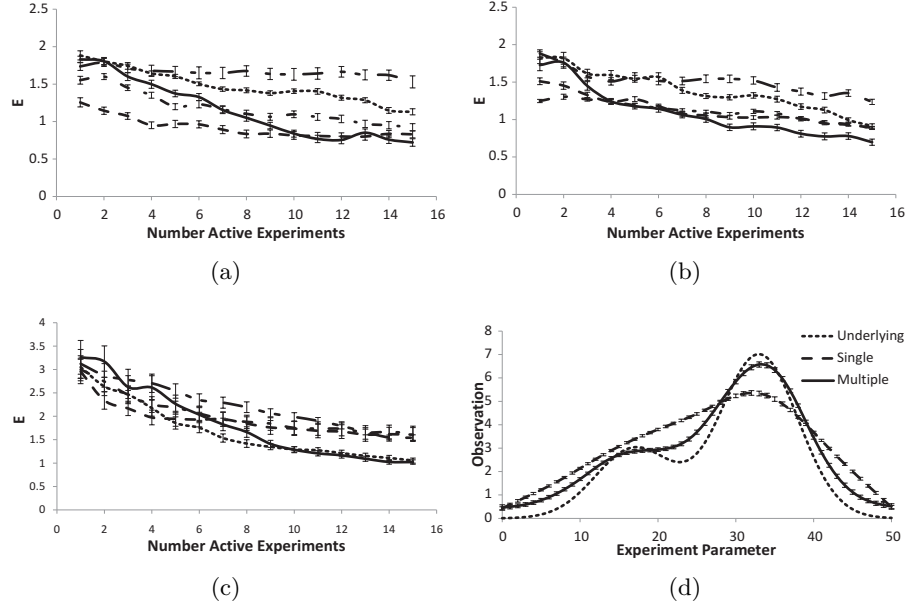 2.5
2
1.5
1
0.5
0
E
0 2 4 6 8 10 12 14 16
Number Active Experiments
(a)
2.5
2
1.5
1
0.5
0
E
0 2 4 6 8 10 12 14 16
Number Active Experiments
(b)
4
3.5
3
2.5
2
1.5
1
0.5
0
E
0 2 4 6 8 10 12 14 16
Number Active Experiments
(c)
8
7
6
5
4
3
2
1
0
Observation
Underlying
Single
Multiple
0 10 20 30 40 50
Experiment Parameter
(d)